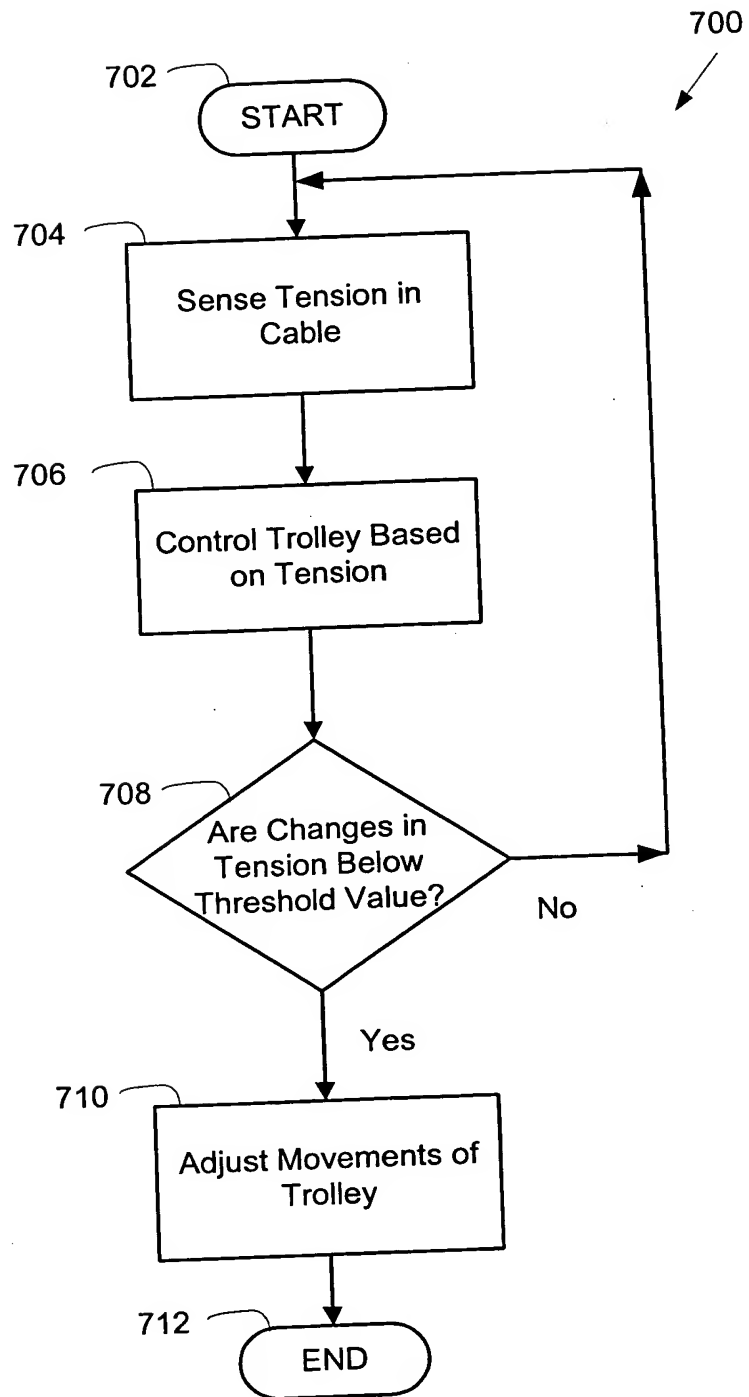 700
702
START
704
Sense Tension in
Cable
706
Control Trolley Based
on Tension
708
Are Changes in
Tension Below
Threshold Value?
No
Yes
710
Adjust Movements of
Trolley
712
END